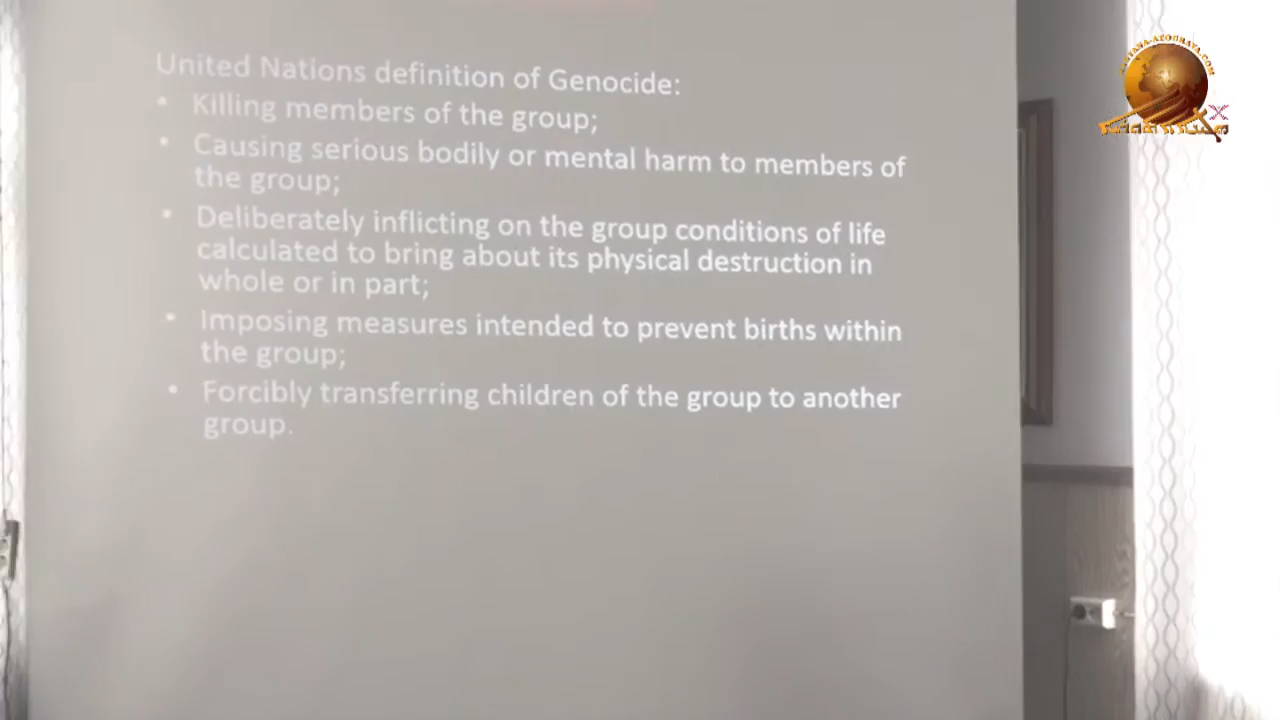 United Nations definition of Genocide:
• Killing members of the group;
• Causing serious bodily or mental harm to members of
the group;
• Deliberately inflicting on the group conditions of life
calculated to bring about its physical destruction in
whole or in part;
• Imposing measures intended to prevent births within
the group;
• Forcibly transferring children of the group to another
group.